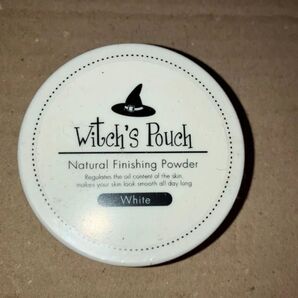 Witch's Pouch
Natural Finishing Powder
Regulates the oil content of the skin,
makes your skin look smooth all day long.
White